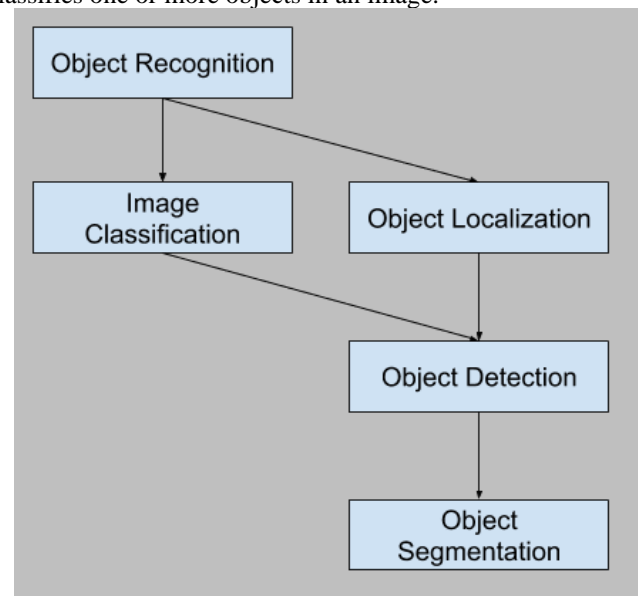 classifies one or more objects in an image.
Object Recognition
Image
Classification
Object Localization
Object Detection
Object
Segmentation